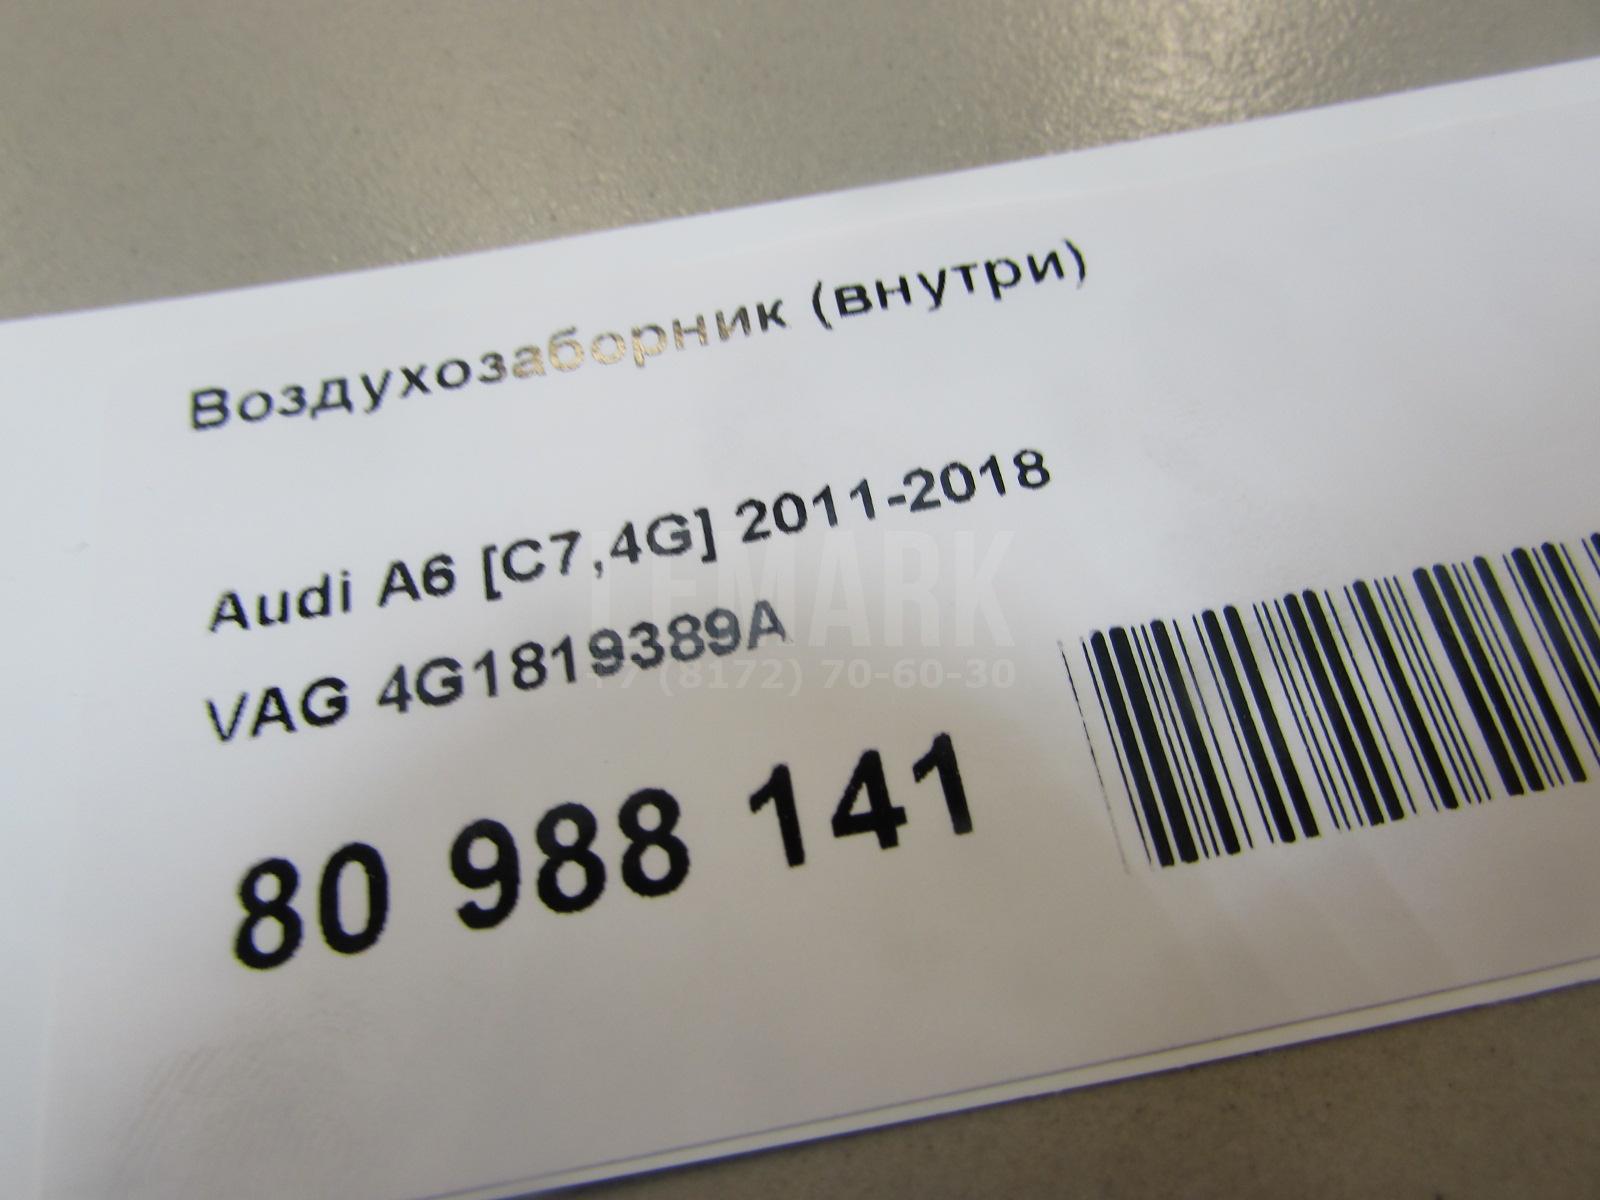 Воздухозаборник (внутри)
Audi A6 [C7,4G] 2011-2018
LEMARK
VAG 4G1819389A
+7 (8172) 70-60-30
80 988 141